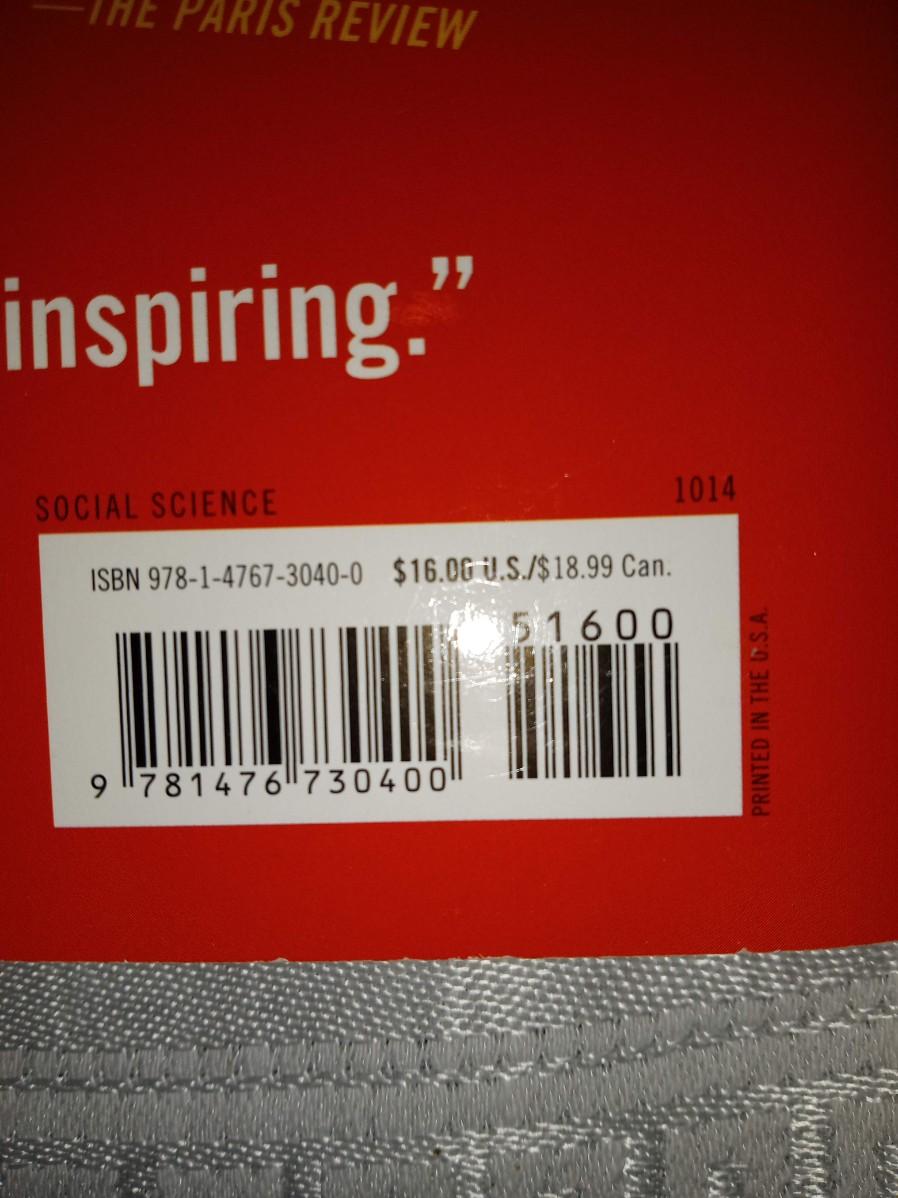 —THE PARIS REVIEW
inspiring.”
SOCIAL SCIENCE 1014
ISBN 978-1-4767-3040-0 $16.00 U.S./$18.99 Can.
51600
9 781476 730400
PRINTED IN THE U.S.A.